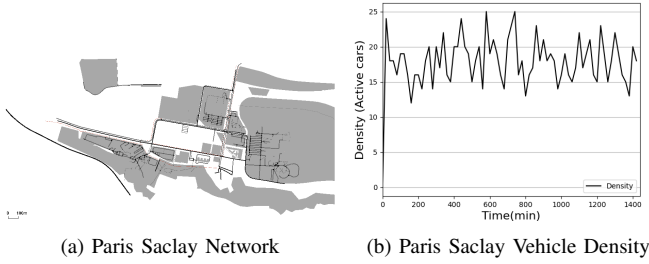 0 100m
25
20
15
10
5
0
Density (Active cars)
Density
0 200 400 600 800 1000 1200 1400
Time(min)
(a) Paris Saclay Network
(b) Paris Saclay Vehicle Density